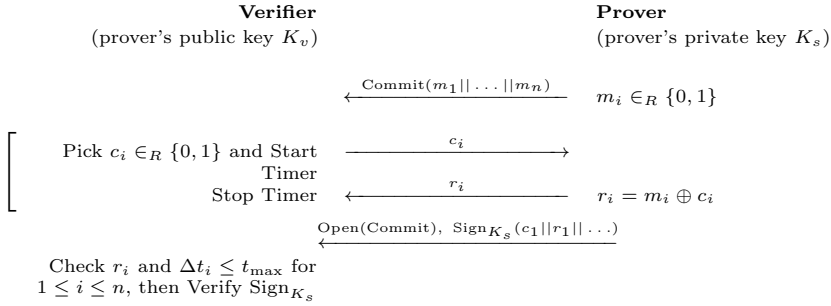 Verifier Prover
(prover's public key K_v) (prover's private key K_s)
Commit(m_1|| . . . ||m_n) m_i ∈_R {0, 1}
Pick c_i ∈_R {0, 1} and Start c_i
Timer
Stop Timer r_i r_i = m_i ⊕ c_i
Open(Commit), Sign_{K_s}(c_1||r_1|| . . .)
Check r_i and Δt_i ≤ t_max for
1 ≤ i ≤ n, then Verify Sign_{K_s}